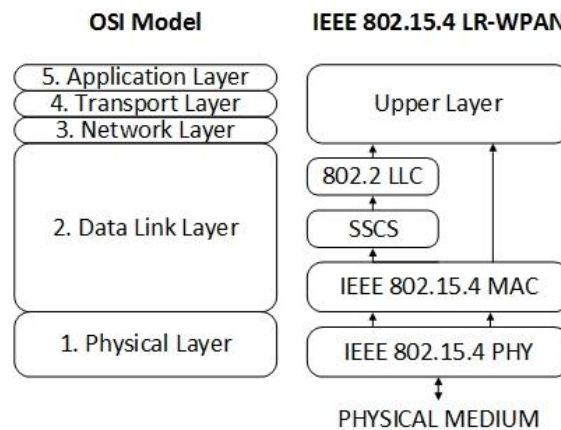 OSI Model
5. Application Layer
4. Transport Layer
3. Network Layer
2. Data Link Layer
1. Physical Layer
IEEE 802.15.4 LR-WPAN
Upper Layer
802.2 LLC
SSCS
IEEE 802.15.4 MAC
IEEE 802.15.4 PHY
PHYSICAL MEDIUM